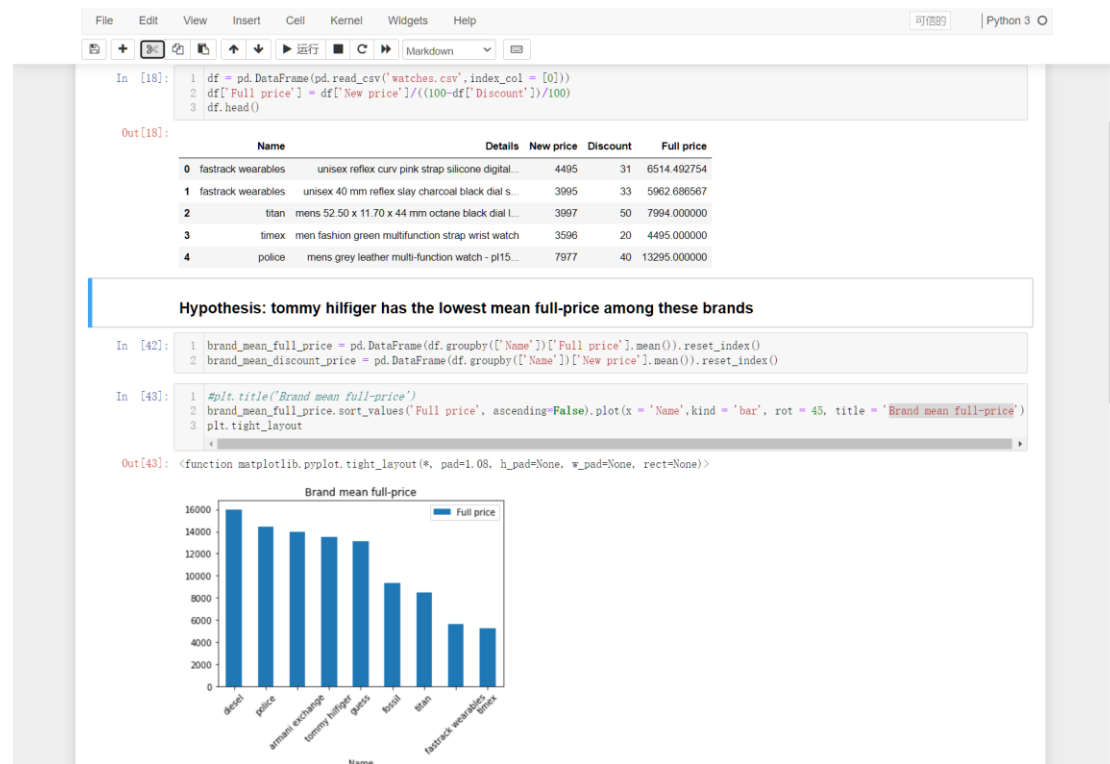 File Edit View Insert Cell Kernel Widgets Help 可信的 Python 3
运行 Markdown
In [18]: 1 df = pd.DataFrame(pd.read_csv('watches.csv',index_col = [0]))
2 df['Full price'] = df['New price']/((100-df['Discount'])/100)
3 df.head()
Out[18]:
Name Details New price Discount Full price
0 fastrack wearables unisex reflex curv pink strap silicone digital... 4495 31 6514.492754
1 fastrack wearables unisex 40 mm reflex slay charcoal black dial s... 3995 33 5962.686567
2 titan mens 52.50 x 11.70 x 44 mm octane black dial l... 3997 50 7994.000000
3 timex men fashion green multifunction strap wrist watch 3596 20 4495.000000
4 police mens grey leather multi-function watch - pl15... 7977 40 13295.000000
Hypothesis: tommy hilfiger has the lowest mean full-price among these brands
In [42]: 1 brand_mean_full_price = pd.DataFrame(df.groupby(['Name'])['Full price'].mean()).reset_index()
2 brand_mean_discount_price = pd.DataFrame(df.groupby(['Name'])['New price'].mean()).reset_index()
In [43]: 1 #plt.title('Brand mean full-price')
2 brand_mean_full_price.sort_values('Full price', ascending=False).plot(x = 'Name',kind = 'bar', rot = 45, title = 'Brand mean full-price')
3 plt.tight_layout
Out[43]: <function matplotlib.pyplot.tight_layout(*, pad=1.08, h_pad=None, w_pad=None, rect=None)>
Brand mean full-price
Full price
16000
14000
12000
10000
8000
6000
4000
2000
0
diesel police armani exchange tommy hilfiger guess fossil titan fastrack wearables timex
Name